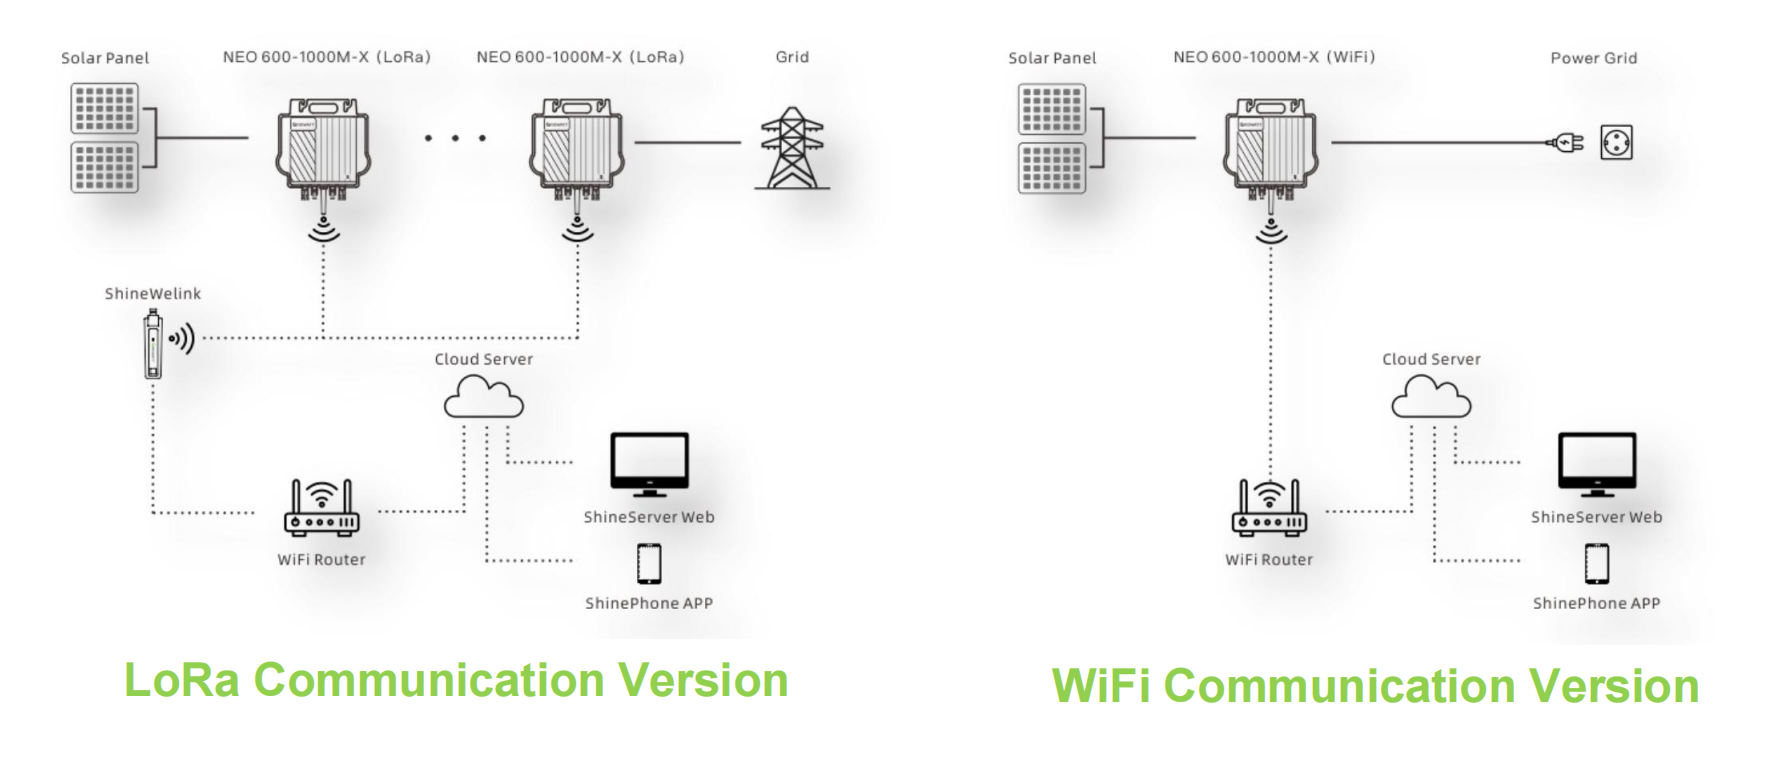 Solar Panel
NEO 600-1000M-X (LoRa)
NEO 600-1000M-X (LoRa)
Grid
ShineWelink
Cloud Server
ShineServer Web
WiFi Router
ShinePhone APP
LoRa Communication Version
Solar Panel
NEO 600-1000M-X (WiFi)
Power Grid
Cloud Server
ShineServer Web
WiFi Router
ShinePhone APP
WiFi Communication Version